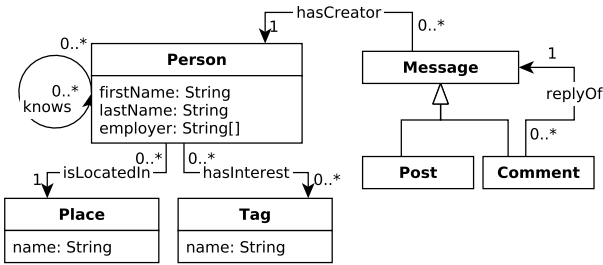 hasCreator
1
0..*
0..*
Person
Message
1
0..*
knows
firstName: String
lastName: String
employer: String[]
replyOf
0..*
0..*
0..*
isLocatedIn
hasInterest
1
0..*
Post
Comment
Place
Tag
name: String
name: String